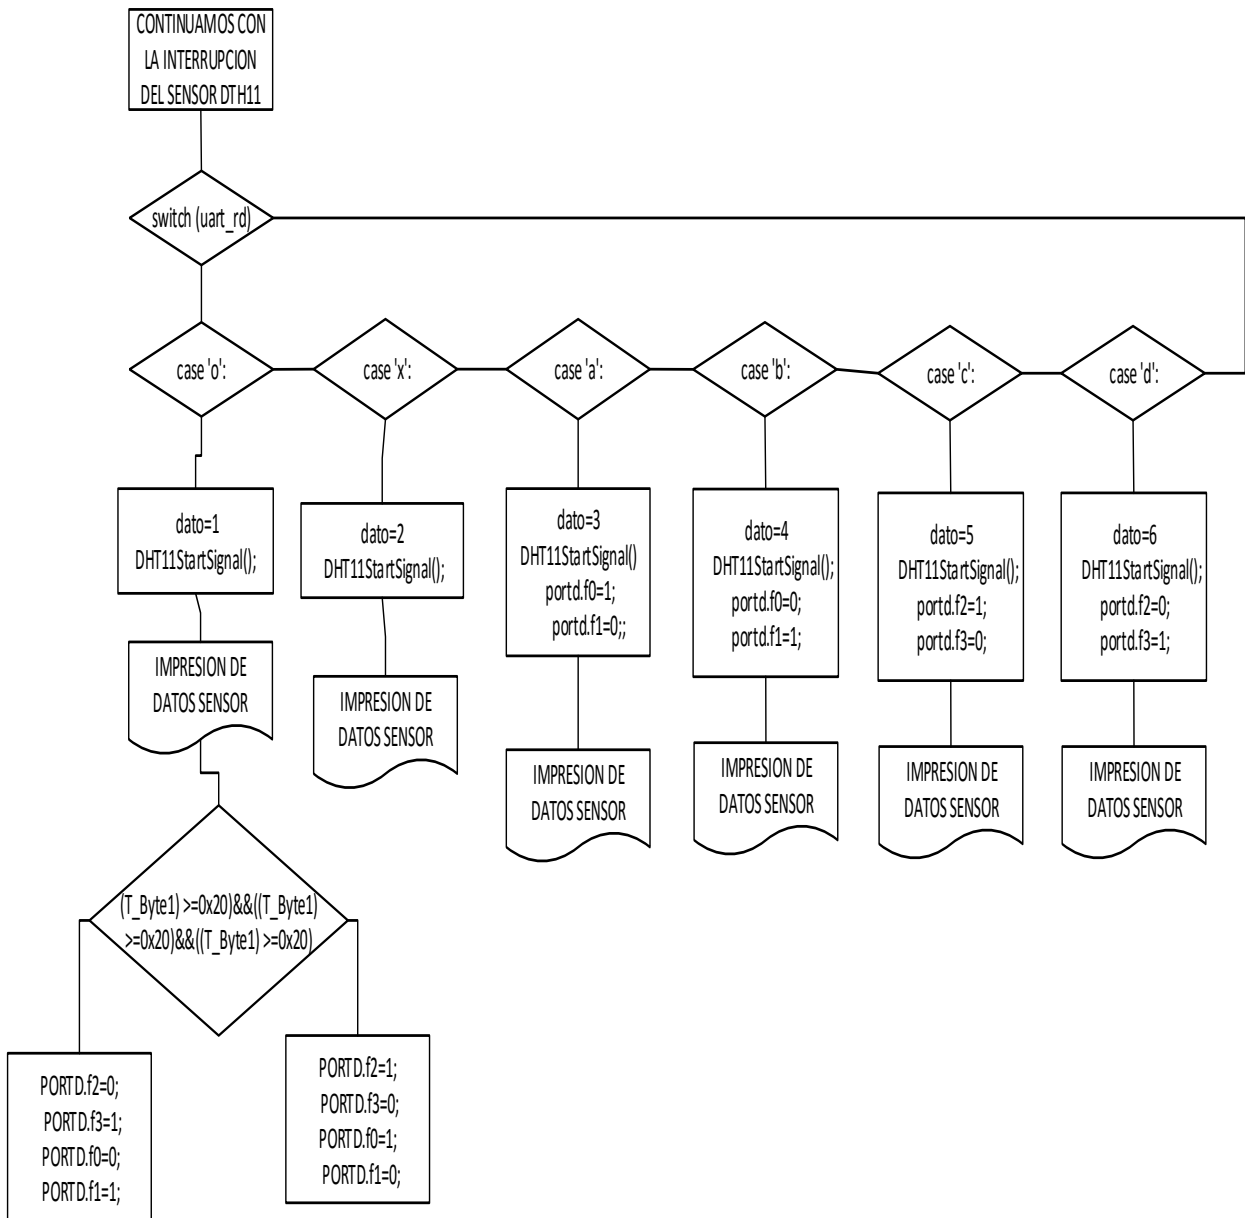 CONTINUAMOS CON
LA INTERRUPCION
DEL SENSOR DTH11
switch (uart_rd)
case 'o':
case 'x':
case 'a':
case 'b':
case 'c':
case 'd':
dato=1
DHT11StartSignal();
dato=2
DHT11StartSignal();
dato=3
DHT11StartSignal()
portd.f0=1;
portd.f1=0;;
dato=4
DHT11StartSignal();
portd.f0=0;
portd.f1=1;
dato=5
DHT11StartSignal();
portd.f2=1;
portd.f3=0;
dato=6
DHT11StartSignal();
portd.f2=0;
portd.f3=1;
IMPRESION DE
DATOS SENSOR
IMPRESION DE
DATOS SENSOR
IMPRESION DE
DATOS SENSOR
IMPRESION DE
DATOS SENSOR
IMPRESION DE
DATOS SENSOR
IMPRESION DE
DATOS SENSOR
(T_Byte1) >=0x20)&&((T_Byte1)
>=0x20)&&((T_Byte1) >=0x20)
PORTD.f2=0;
PORTD.f3=1;
PORTD.f0=0;
PORTD.f1=1;
PORTD.f2=1;
PORTD.f3=0;
PORTD.f0=1;
PORTD.f1=0;